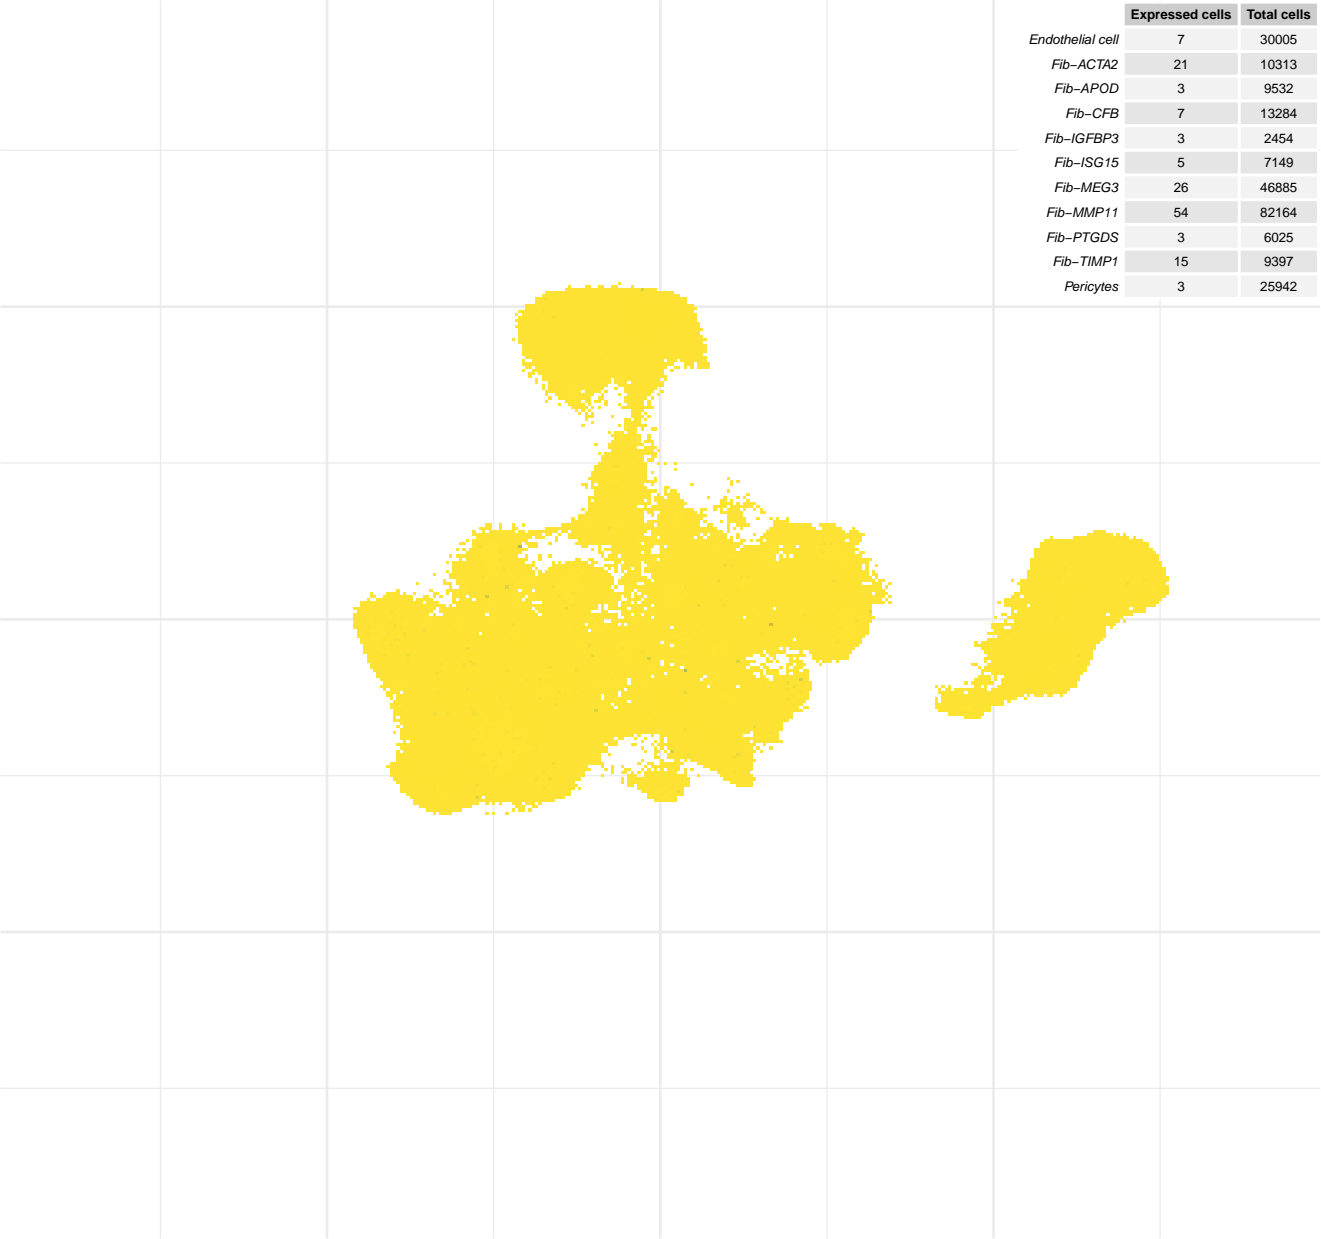 Expressed cells Total cells
Endothelial cell 7 30005
Fib−ACTA2 21 10313
Fib−APOD 3 9532
Fib−CFB 7 13284
Fib−IGFBP3 3 2454
Fib−ISG15 5 7149
Fib−MEG3 26 46885
Fib−MMP11 54 82164
Fib−PTGDS 3 6025
Fib−TIMP1 15 9397
Pericytes 3 25942